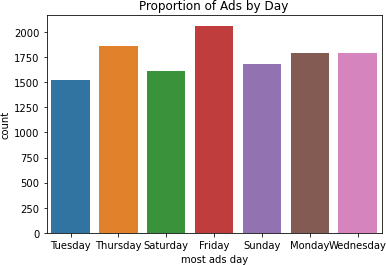 Proportion of Ads by Day
count
2000
1750
1500
1250
1000
750
500
250
0
Tuesday Thursday Saturday Friday Sunday Monday Wednesday
most ads day